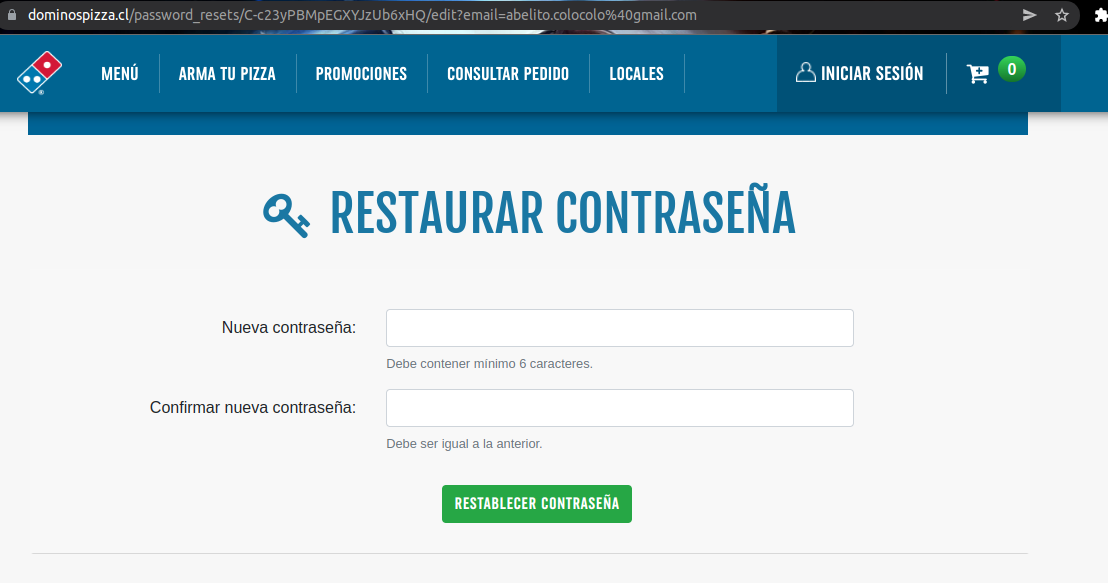 dominospizza.cl/password_resets/C-c23yPBMpEGXYJzUb6xHQ/edit?email=abelito.colocolo%40gmail.com
MENÚ ARMA TU PIZZA PROMOCIONES CONSULTAR PEDIDO LOCALES INICIAR SESIÓN 0
RESTAURAR CONTRASEÑA
Nueva contraseña:
Debe contener mínimo 6 caracteres.
Confirmar nueva contraseña:
Debe ser igual a la anterior.
RESTABLECER CONTRASEÑA